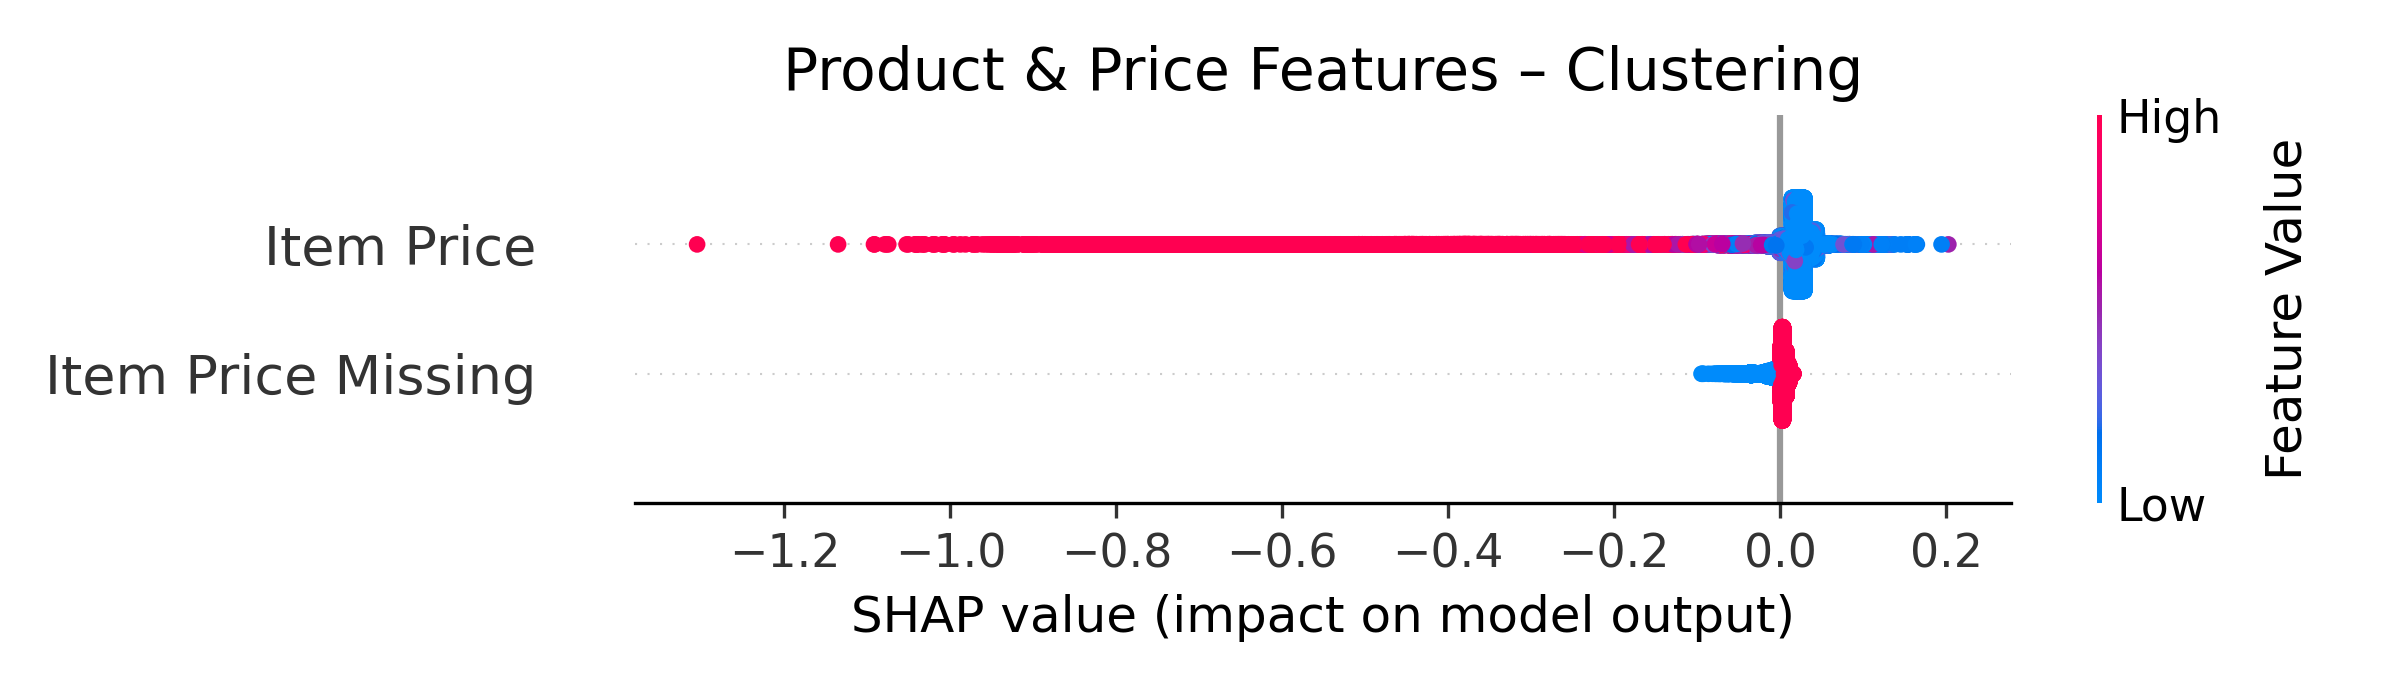 Product & Price Features – Clustering
High
Item Price
Item Price Missing
Feature Value
Low
−1.2 −1.0 −0.8 −0.6 −0.4 −0.2 0.0 0.2
SHAP value (impact on model output)